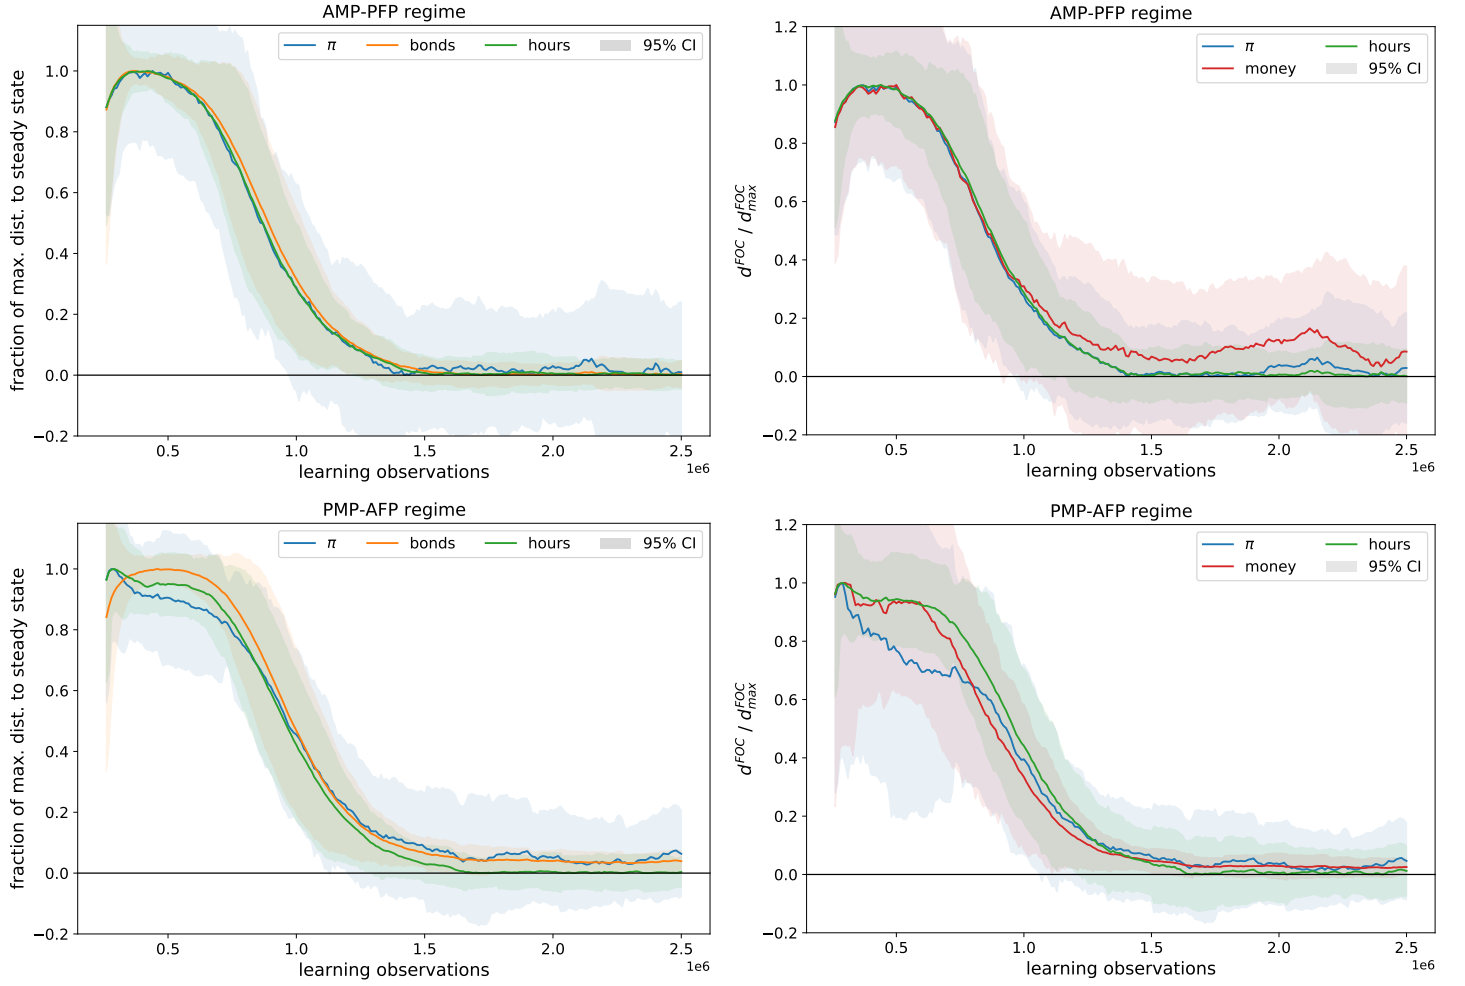 AMP-PFP regime
π bonds hours 95% CI
fraction of max. dist. to steady state
1.0
0.8
0.6
0.4
0.2
0.0
−0.2
0.5 1.0 1.5 2.0 2.5
1e6
learning observations
AMP-PFP regime
π hours
money 95% CI
d^FOC / d^FOC_max
1.2
1.0
0.8
0.6
0.4
0.2
0.0
−0.2
0.5 1.0 1.5 2.0 2.5
1e6
learning observations
PMP-AFP regime
π bonds hours 95% CI
fraction of max. dist. to steady state
1.0
0.8
0.6
0.4
0.2
0.0
−0.2
0.5 1.0 1.5 2.0 2.5
1e6
learning observations
PMP-AFP regime
π hours
money 95% CI
d^FOC / d^FOC_max
1.2
1.0
0.8
0.6
0.4
0.2
0.0
−0.2
0.5 1.0 1.5 2.0 2.5
1e6
learning observations